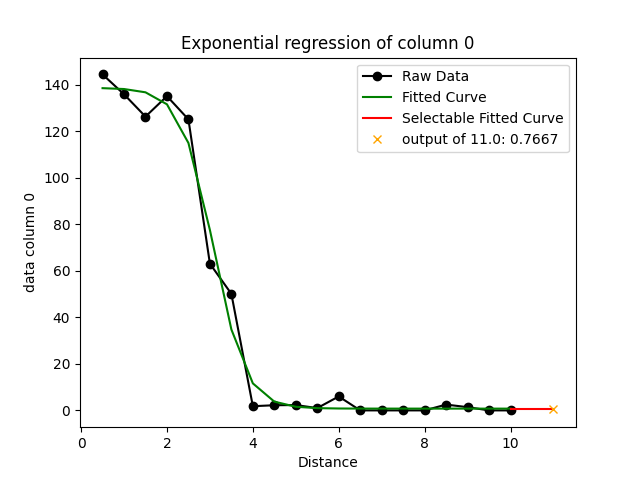 Exponential regression of column 0
Raw Data
Fitted Curve
Selectable Fitted Curve
output of 11.0: 0.7667
data column 0
140
120
100
80
60
40
20
0
0 2 4 6 8 10
Distance